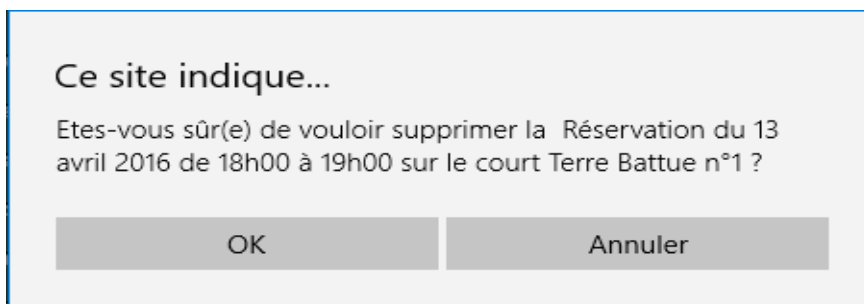 Ce site indique...
Etes-vous sûr(e) de vouloir supprimer la  Réservation du 13
avril 2016 de 18h00 à 19h00 sur le court Terre Battue n°1 ?
OK
Annuler